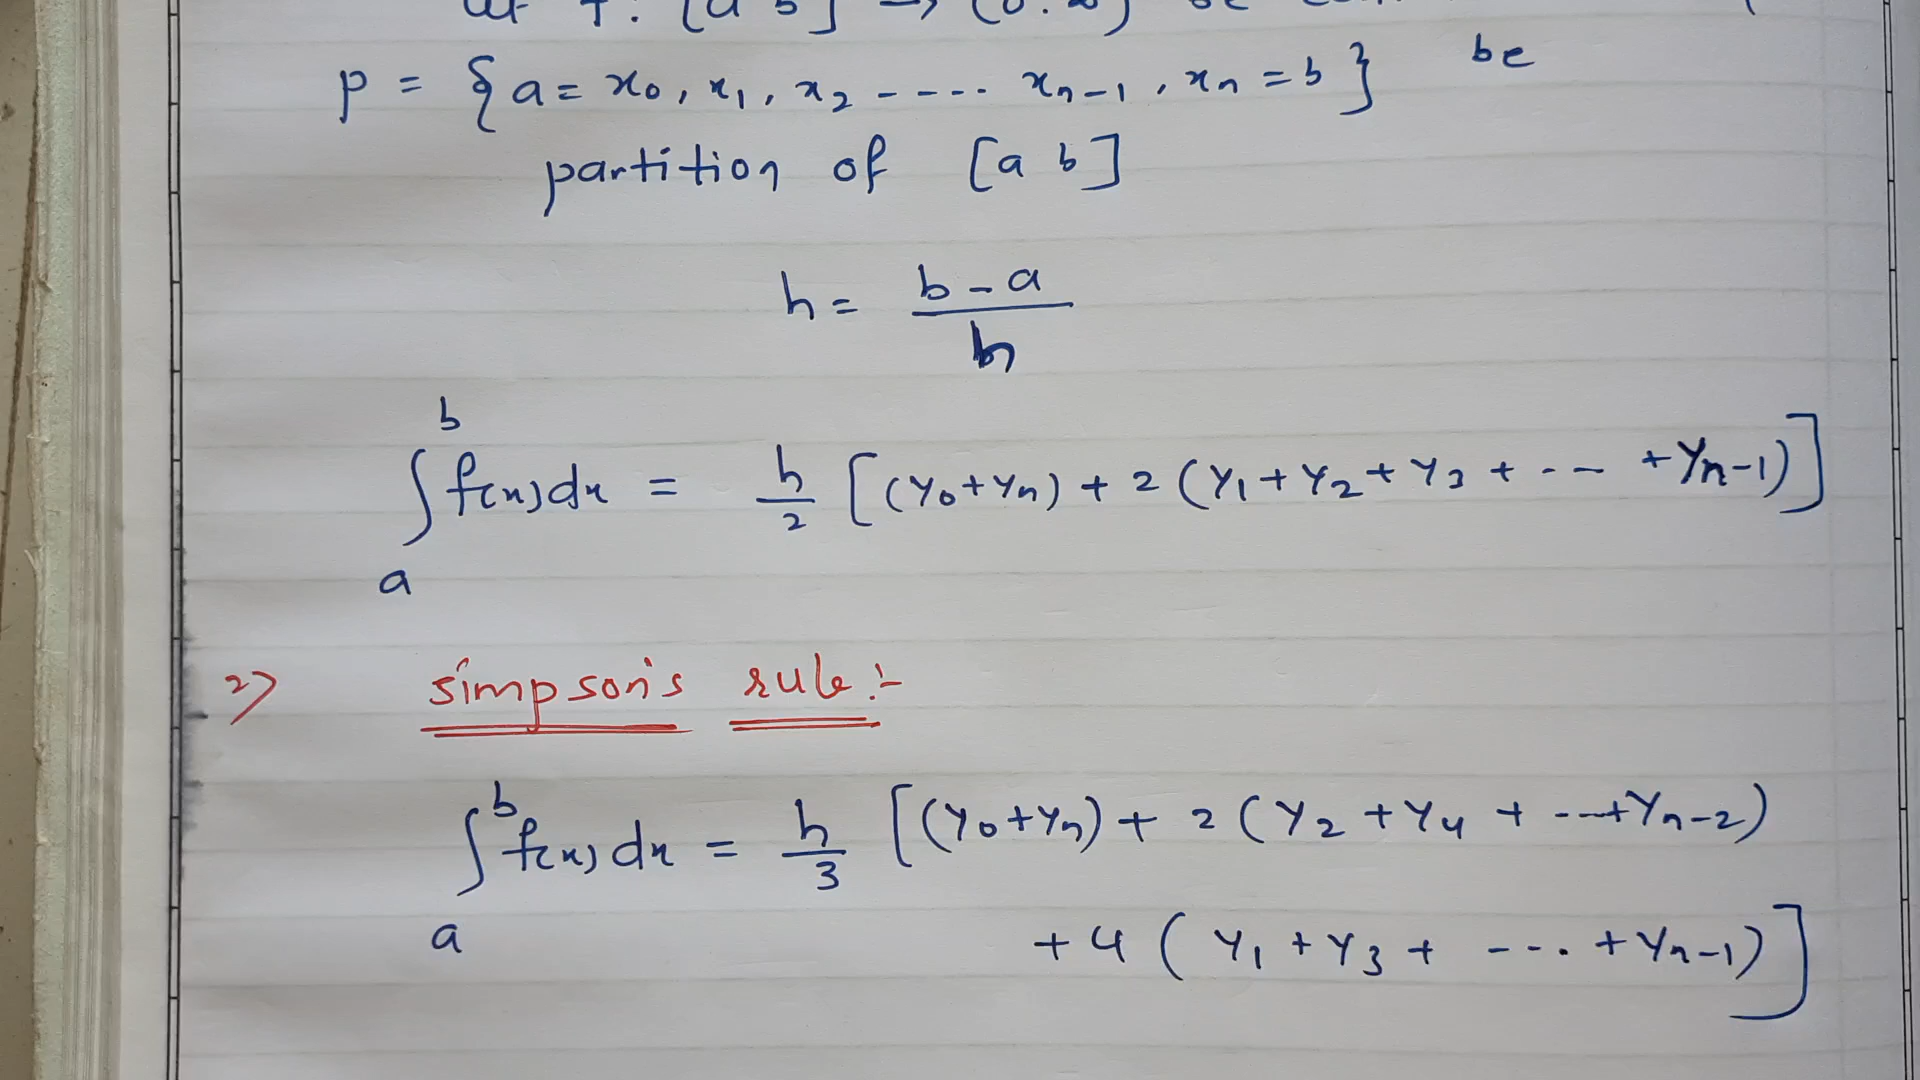 p = { a = x₀, x₁, x₂ ----- xₙ₋₁, xₙ = b } be
partition of [a b]
h = (b - a)/n
∫ₐᵇ f(x) dx = h/2 [(y₀+yₙ) + 2 (y₁+y₂+y₃ + --- +yₙ₋₁)]
2) simpson's rule :-
∫ₐᵇ f(x) dx = h/3 [(y₀+yₙ) + 2 (y₂ +y₄ + ---+yₙ₋₂)
+4 ( y₁ +y₃ + ---- +yₙ₋₁)]